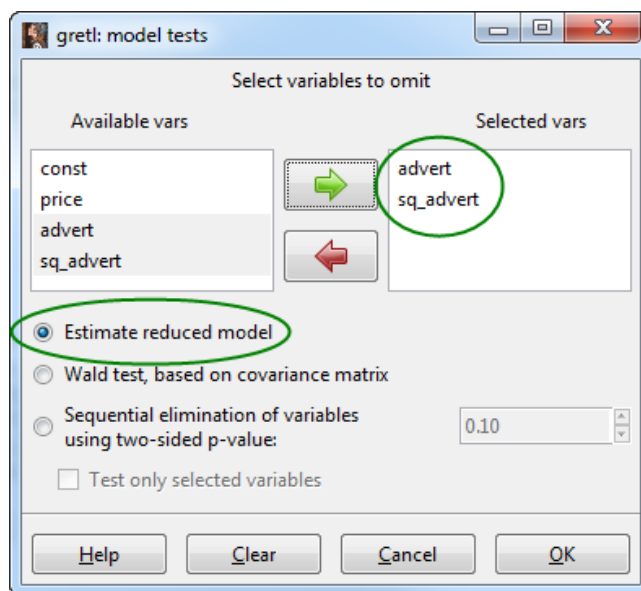 gretl: model tests
Select variables to omit
Available vars
Selected vars
const
price
advert
sq_advert
advert
sq_advert
Estimate reduced model
Wald test, based on covariance matrix
Sequential elimination of variables
using two-sided p-value:
0.10
Test only selected variables
Help
Clear
Cancel
OK